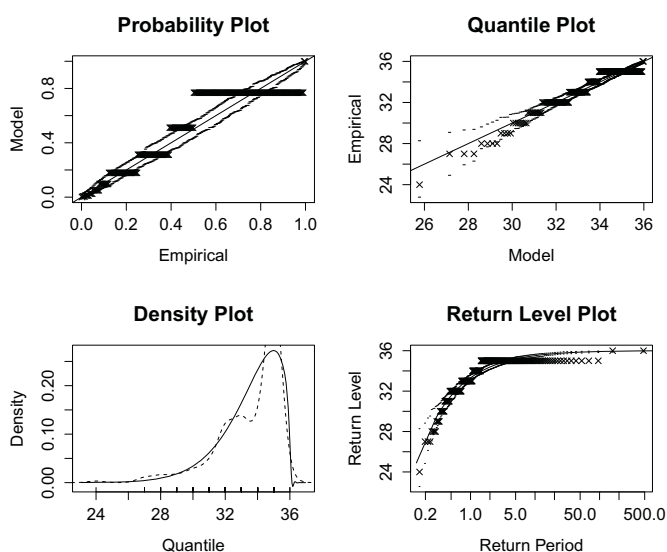 Probability Plot
Model
0.0 0.4 0.8
0.0 0.2 0.4 0.6 0.8 1.0
Empirical
Quantile Plot
Empirical
24 28 32 36
26 28 30 32 34 36
Model
Density Plot
Density
0.00 0.10 0.20
24 28 32 36
Quantile
Return Level Plot
Return Level
24 28 32 36
0.2 1.0 5.0 50.0 500.0
Return Period